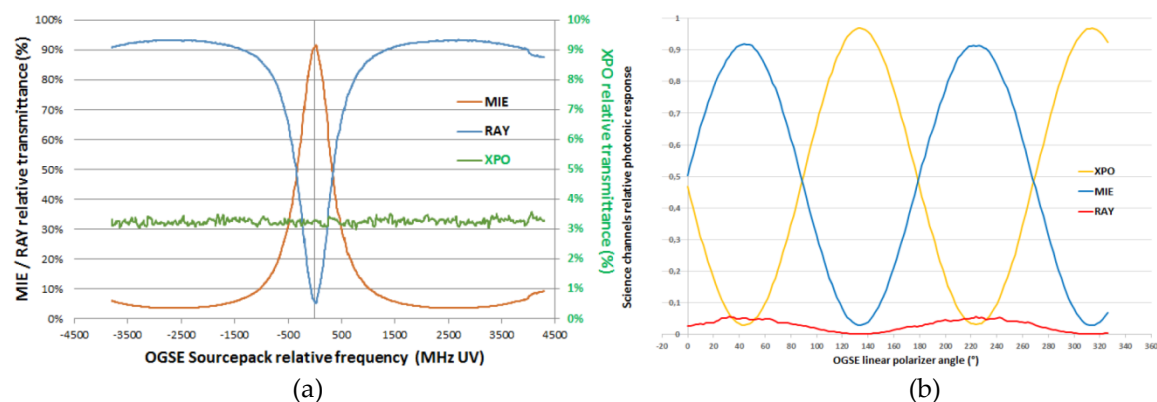 100%
90%
80%
70%
60%
50%
40%
30%
20%
10%
0%
MIE / RAY relative transmittance (%)
10%
9%
8%
7%
6%
5%
4%
3%
2%
1%
0%
XPO relative transmittance (%)
MIE
RAY
XPO
-4500 -3500 -2500 -1500 -500 500 1500 2500 3500 4500
OGSE Sourcepack relative frequency (MHz UV)
(a)
1
0,9
0,8
0,7
0,6
0,5
0,4
0,3
0,2
0,1
0
Science channels relative photonic response
XPO
MIE
RAY
-20 0 20 40 60 80 100 120 140 160 180 200 220 240 260 280 300 320 340 360
OGSE linear polarizer angle (°)
(b)